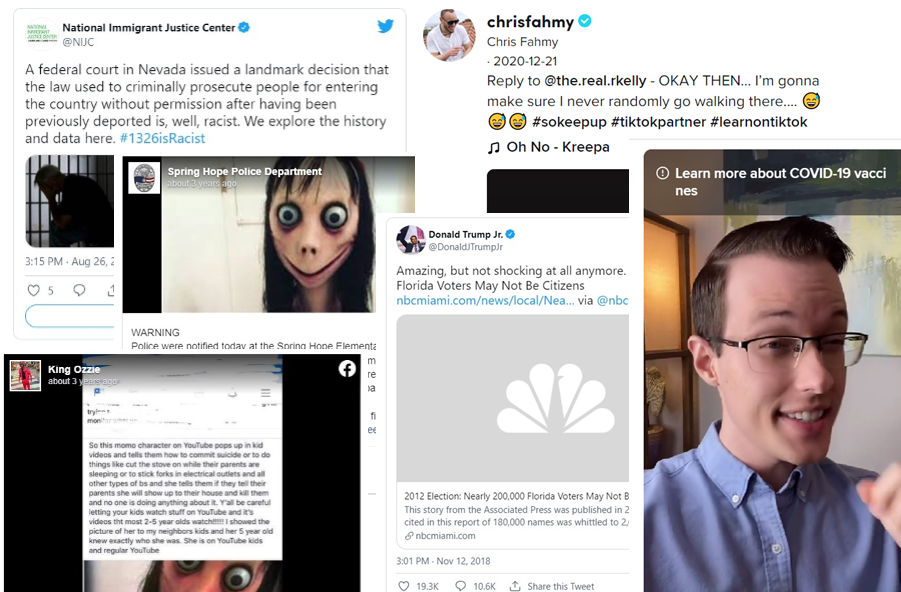 National Immigrant Justice Center
@NIJC
A federal court in Nevada issued a landmark decision that
the law used to criminally prosecute people for entering
the country without permission after having been
previously deported is, well, racist. We explore the history
and data here. #1326isRacist
3:15 PM · Aug 26, 2
5
chrisfahmy
Chris Fahmy
· 2020-12-21
Reply to @the.real.rkelly - OKAY THEN... I'm gonna
make sure I never randomly go walking there.... 😅
😅😅 #sokeepup #tiktokpartner #learnontiktok
♫ Oh No - Kreepa
Spring Hope Police Department
about 3 years ago
WARNING
Police were notified today at the Spring Hope Elementa
Donald Trump Jr.
@DonaldJTrumpJr
Amazing, but not shocking at all anymore.
Florida Voters May Not Be Citizens
nbcmiami.com/news/local/Nea... via @nbc
2012 Election: Nearly 200,000 Florida Voters May Not B
This story from the Associated Press was published in 2
cited in this report of 180,000 names was whittled to 2,
nbcmiami.com
3:01 PM · Nov 12, 2018
19.3K 10.6K Share this Tweet
Learn more about COVID-19 vacci
nes
King Ozzie
about 3 years ago
So this momo character on YouTube pops up in kid
videos and tells them how to commit suicide or to do
things like cut the stove on while their parents are
sleeping or to stick forks in electrical outlets and all
other types of bs and she tells them if they tell their
parents she will show up to their house and kill them
and no one is doing anything about it. Y'all be careful
letting your kids watch stuff on YouTube and it's
videos tht most 2-5 year olds watch!!!!! I showed the
picture of her to my neighbors kids and her 5 year old
knew exactly who she was. She is on YouTube kids
and regular YouTube